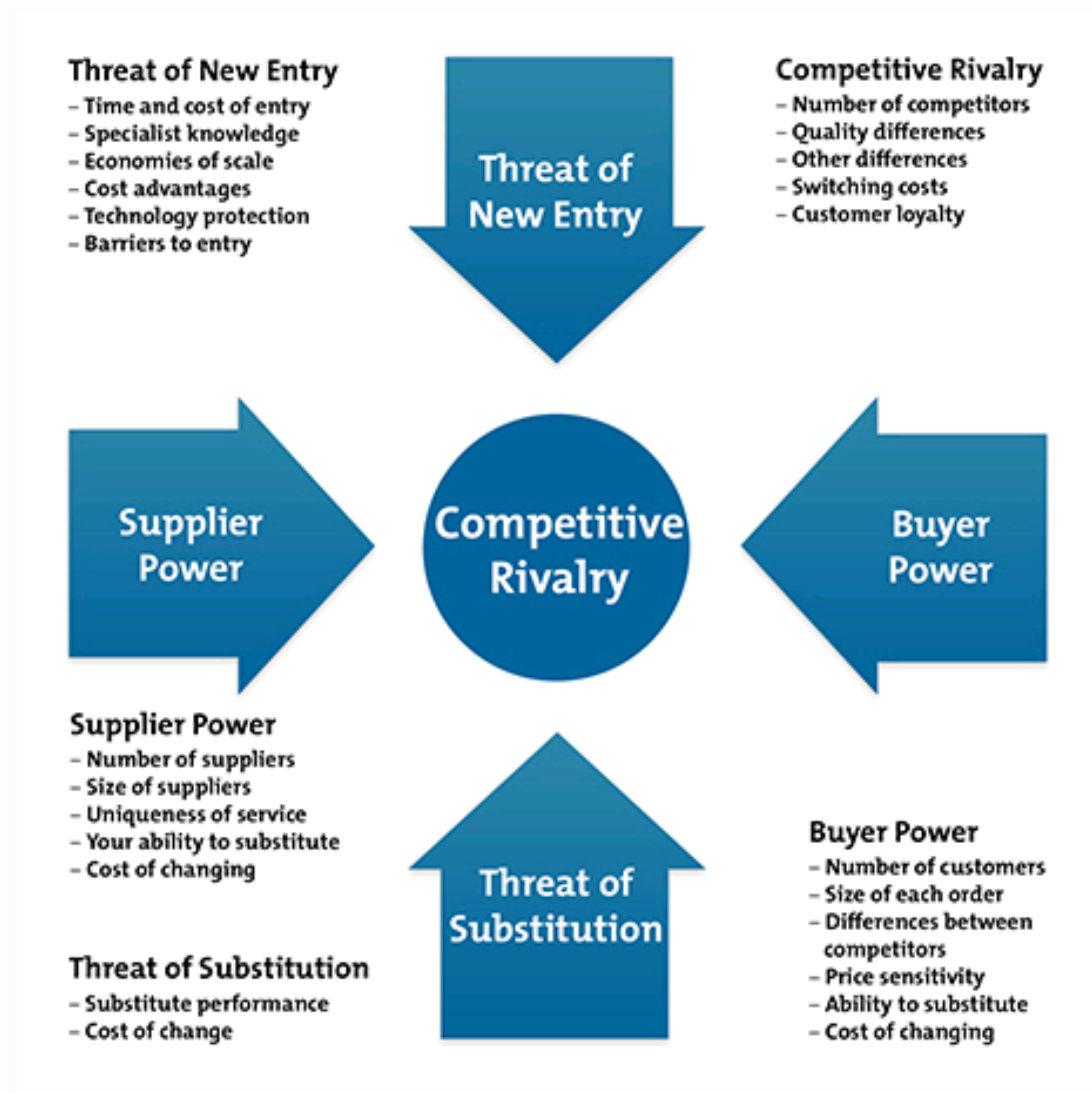 Threat of New Entry
– Time and cost of entry
– Specialist knowledge
– Economies of scale
– Cost advantages
– Technology protection
– Barriers to entry
Threat of
New Entry
Competitive Rivalry
– Number of competitors
– Quality differences
– Other differences
– Switching costs
– Customer loyalty
Supplier
Power
Competitive
Rivalry
Buyer
Power
Supplier Power
– Number of suppliers
– Size of suppliers
– Uniqueness of service
– Your ability to substitute
– Cost of changing
Threat of Substitution
– Substitute performance
– Cost of change
Threat of
Substitution
Buyer Power
– Number of customers
– Size of each order
– Differences between
competitors
– Price sensitivity
– Ability to substitute
– Cost of changing